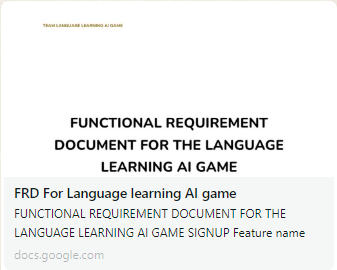 TEAM LANGUAGE LEARNING AI GAME
FUNCTIONAL REQUIREMENT
DOCUMENT FOR THE LANGUAGE
LEARNING AI GAME
FRD For Language learning AI game
FUNCTIONAL REQUIREMENT DOCUMENT FOR THE
LANGUAGE LEARNING AI GAME SIGNUP Feature name
docs.google.com